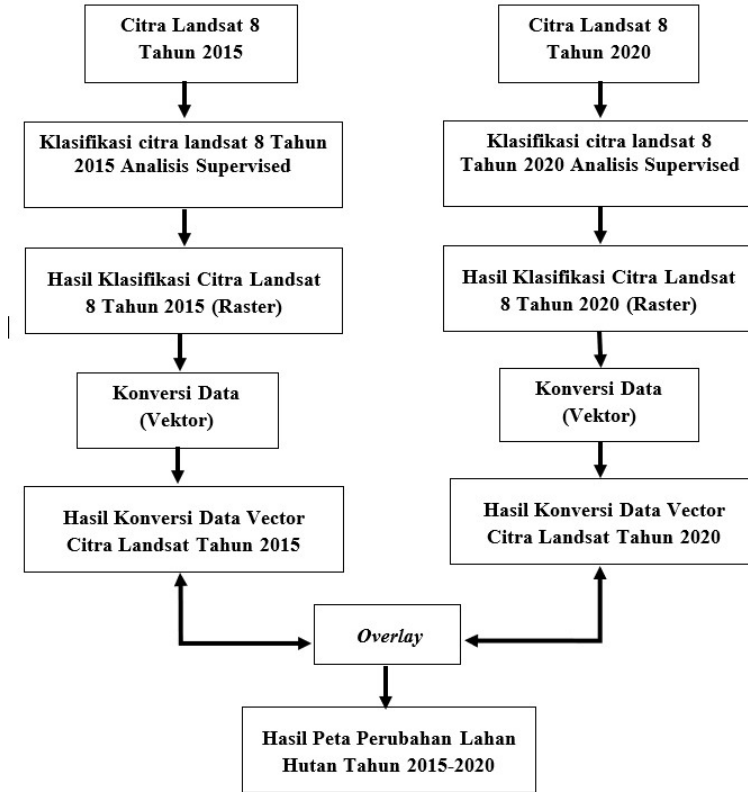 Citra Landsat 8
Tahun 2015
Klasifikasi citra landsat 8 Tahun
2015 Analisis Supervised
Hasil Klasifikasi Citra Landsat
8 Tahun 2015 (Raster)
Konversi Data
(Vektor)
Hasil Konversi Data Vector
Citra Landsat Tahun 2015
Citra Landsat 8
Tahun 2020
Klasifikasi citra landsat 8
Tahun 2020 Analisis Supervised
Hasil Klasifikasi Citra Landsat
8 Tahun 2020 (Raster)
Konversi Data
(Vektor)
Hasil Konversi Data Vector
Citra Landsat Tahun 2020
Overlay
Hasil Peta Perubahan Lahan
Hutan Tahun 2015-2020